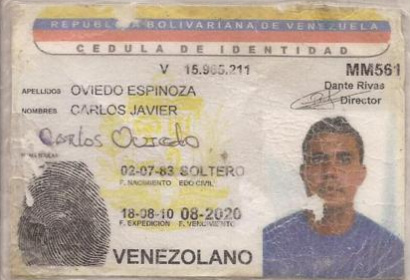 REPUBLICA BOLIVARIANA DE VENEZUELA
CEDULA DE IDENTIDAD
V 15.965.211 MM561
APELLIDOS OVIEDO ESPINOZA Dante Rivas
Director
NOMBRES CARLOS JAVIER
Carlos Oviedo
02-07-83 SOLTERO
F. NACIMIENTO EDO CIVIL
18-08-10 08-2020
F. EXPEDICION F. VENCIMIENTO
VENEZOLANO